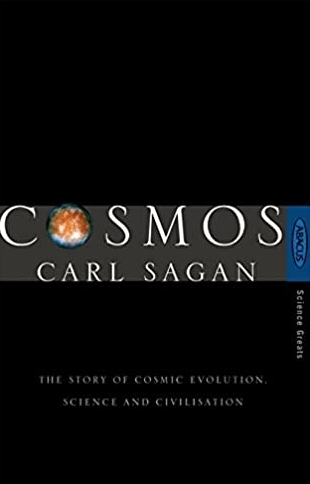 COSMOS
CARL SAGAN
ABACUS
Science Greats
THE STORY OF COSMIC EVOLUTION,
SCIENCE AND CIVILISATION